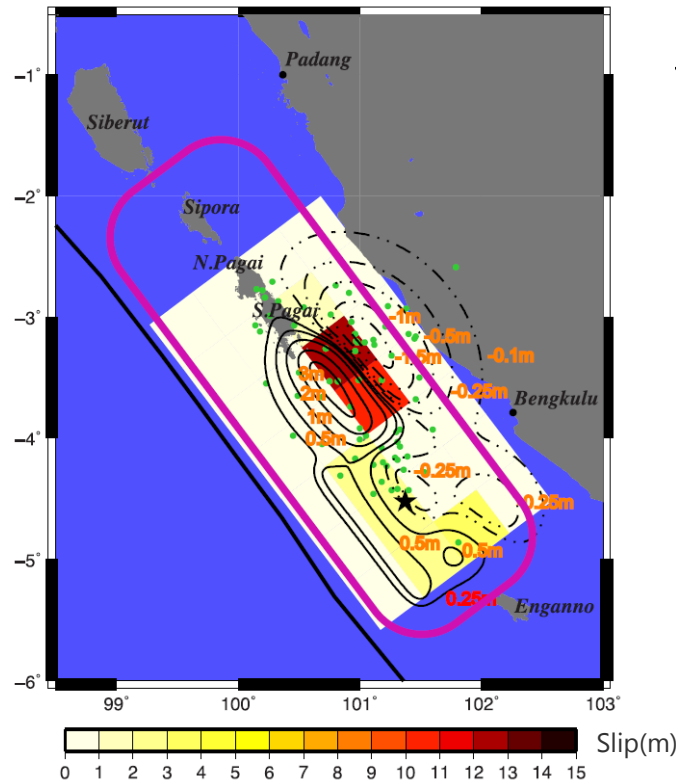 −1°
−2°
−3°
−4°
−5°
−6°
Padang
Siberut
Sipora
N.Pagai
S.Pagai
-1m
-0.5m
-0.1m
-1.5m
3m
-0.25m
2m
Bengkulu
1m
0.5m
-0.25m
0.25m
0.5m
0.5m
0.25m
Enganno
99° 100° 101° 102° 103°
Slip(m)
0 1 2 3 4 5 6 7 8 9 10 11 12 13 14 15